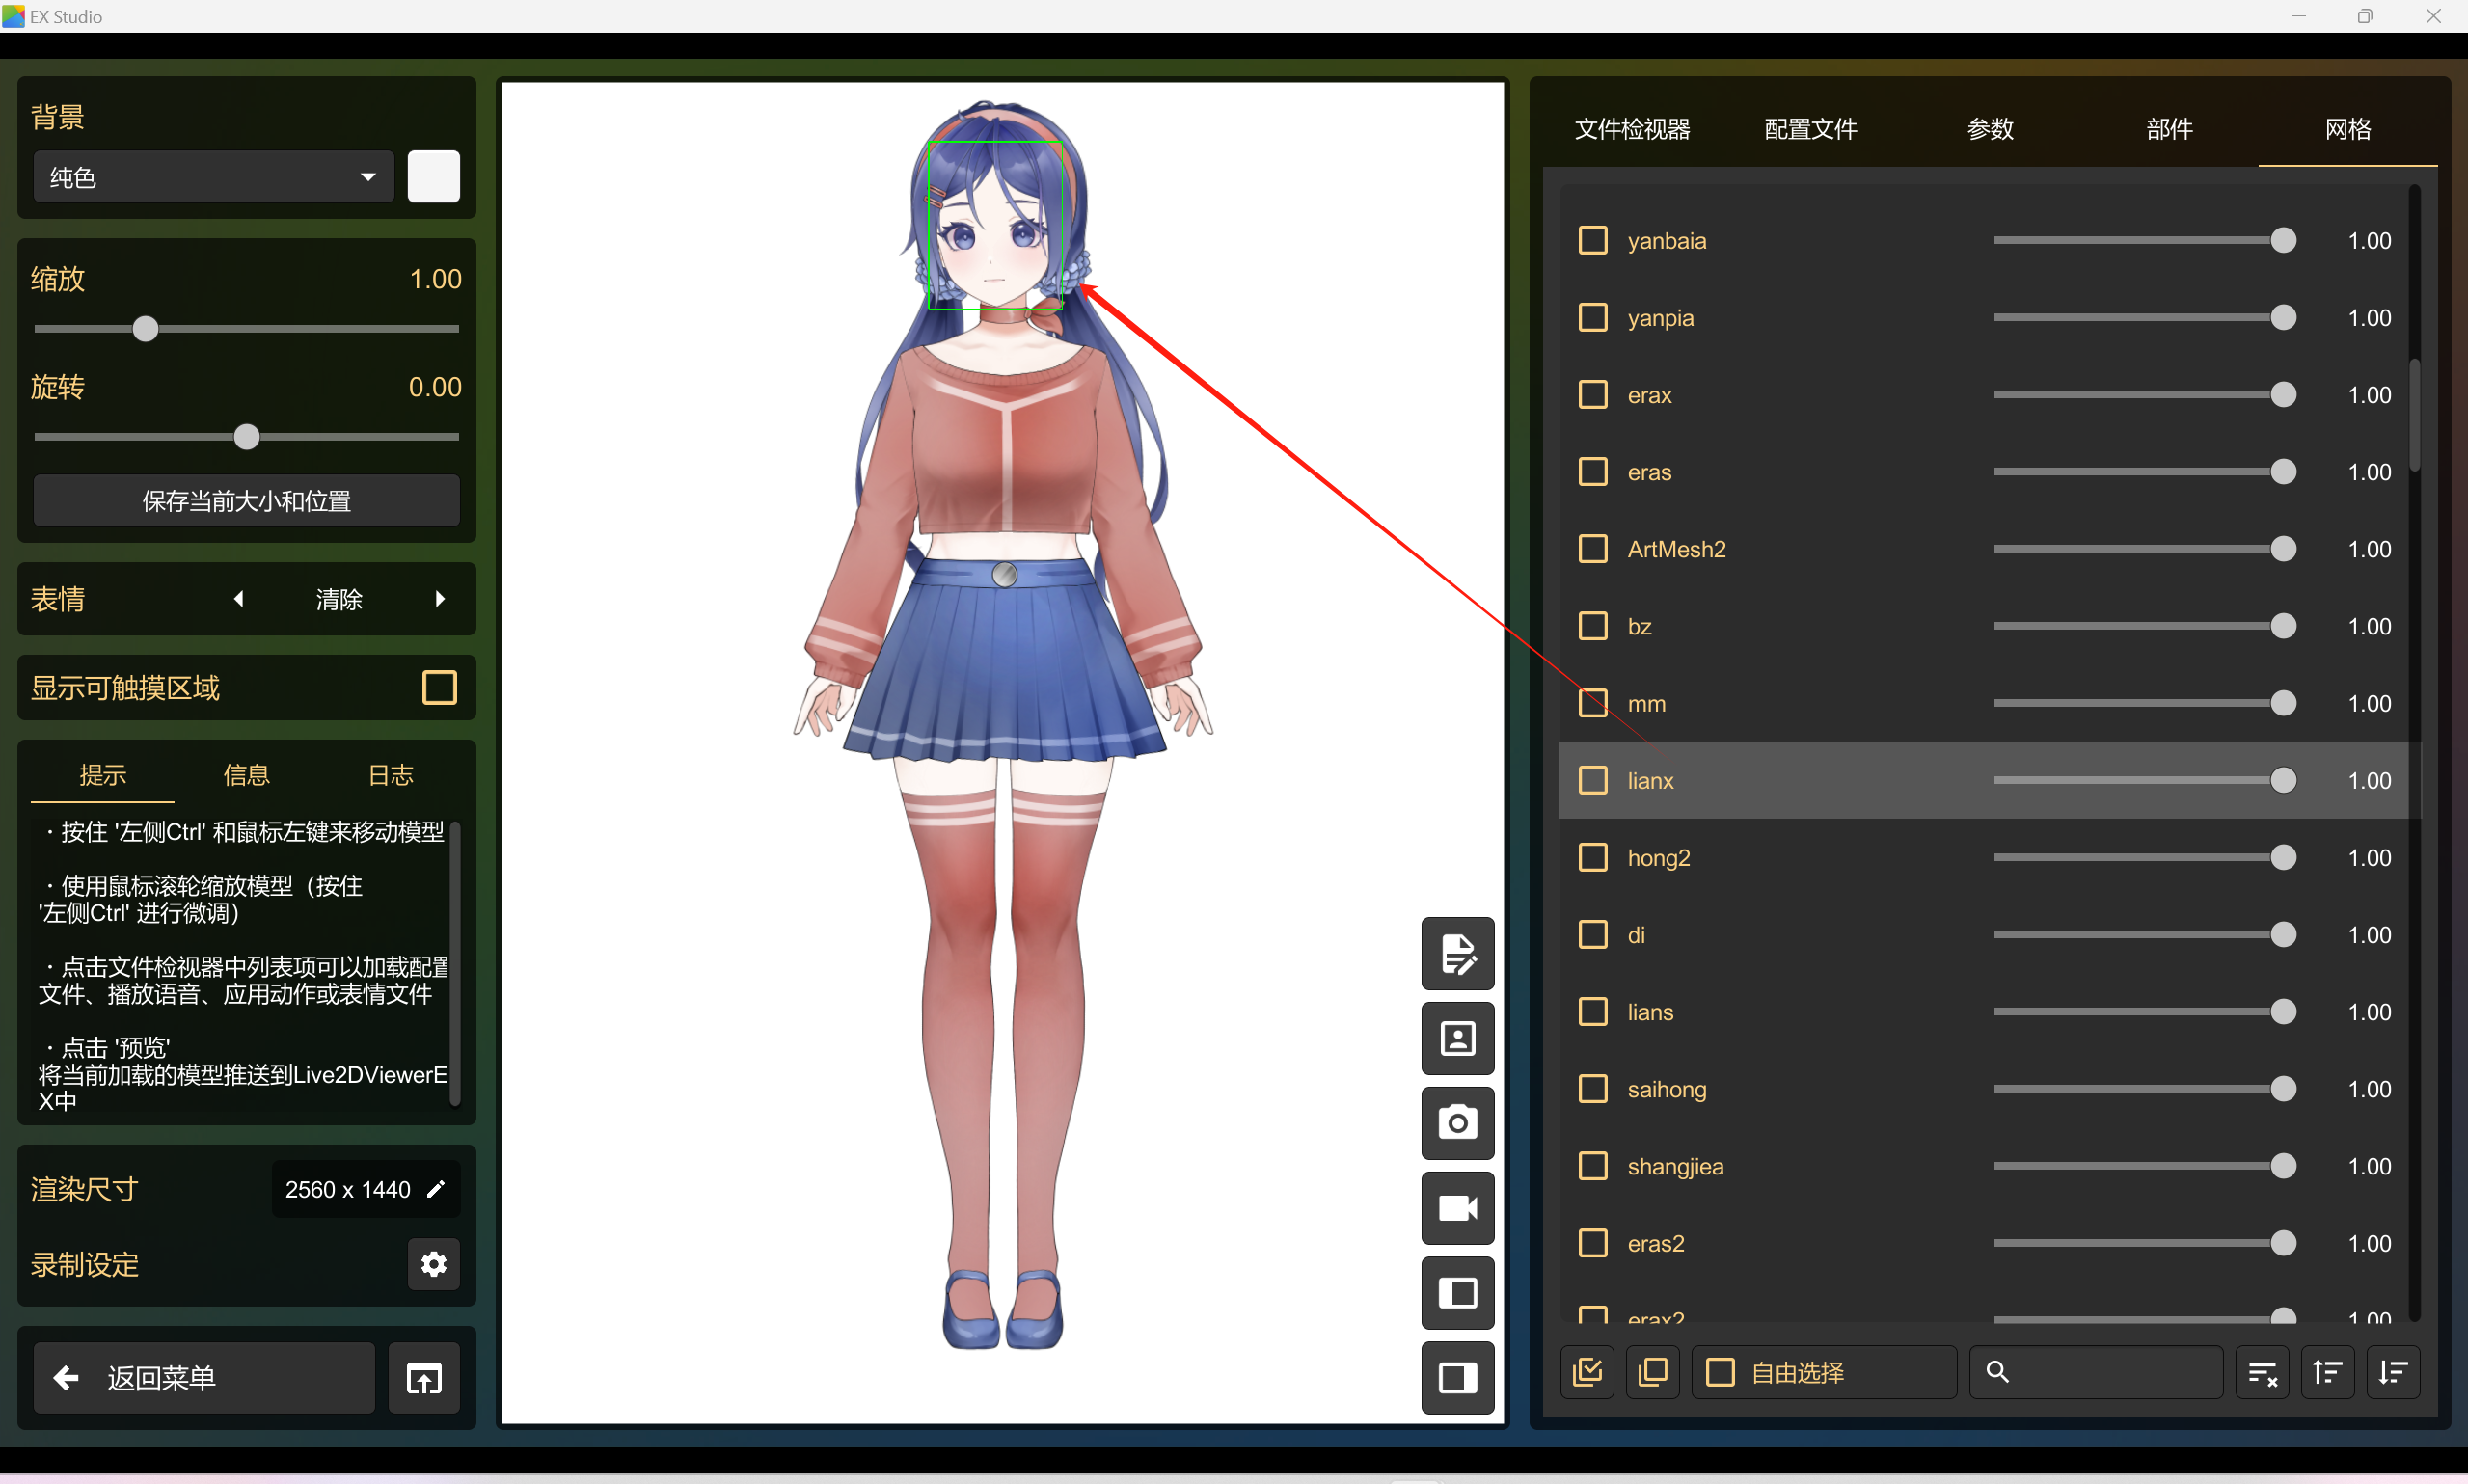 EX Studio
背景
纯色
缩放 1.00
旋转 0.00
保存当前大小和位置
表情 清除
显示可触摸区域
提示 信息 日志
· 按住 '左侧Ctrl' 和鼠标左键来移动模型
· 使用鼠标滚轮缩放模型（按住
'左侧Ctrl' 进行微调）
· 点击文件检视器中列表项可以加载配置
文件、播放语音、应用动作或表情文件
· 点击 '预览'
将当前加载的模型推送到Live2DViewerE
X中
渲染尺寸 2560 x 1440
录制设定
返回菜单
文件检视器 配置文件 参数 部件 网格
yanbaia 1.00
yanpia 1.00
erax 1.00
eras 1.00
ArtMesh2 1.00
bz 1.00
mm 1.00
lianx 1.00
hong2 1.00
di 1.00
lians 1.00
saihong 1.00
shangjiea 1.00
eras2 1.00
erax2 1.00
自由选择